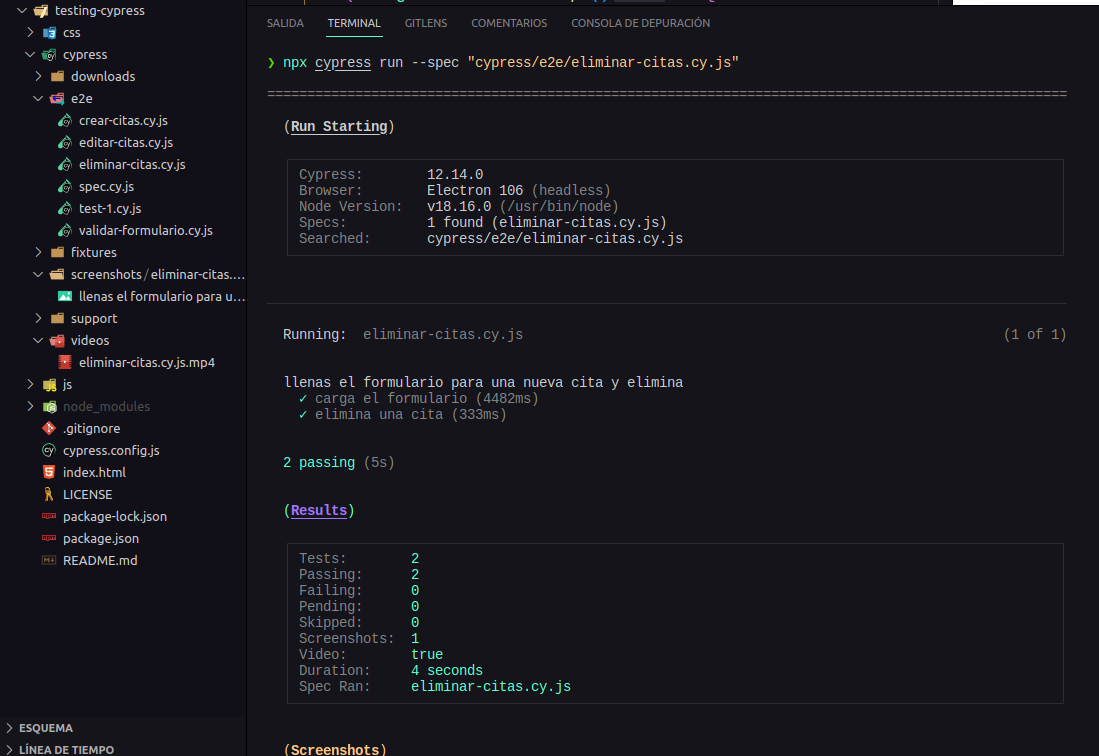 testing-cypress
css
cypress
downloads
e2e
crear-citas.cy.js
editar-citas.cy.js
eliminar-citas.cy.js
spec.cy.js
test-1.cy.js
validar-formulario.cy.js
fixtures
screenshots/eliminar-citas....
llenas el formulario para u...
support
videos
eliminar-citas.cy.js.mp4
js
node_modules
.gitignore
cypress.config.js
index.html
LICENSE
package-lock.json
package.json
README.md
ESQUEMA
LÍNEA DE TIEMPO
SALIDA TERMINAL GITLENS COMENTARIOS CONSOLA DE DEPURACIÓN
❯ npx cypress run --spec "cypress/e2e/eliminar-citas.cy.js"
====================================================================================================
(Run Starting)
Cypress: 12.14.0
Browser: Electron 106 (headless)
Node Version: v18.16.0 (/usr/bin/node)
Specs: 1 found (eliminar-citas.cy.js)
Searched: cypress/e2e/eliminar-citas.cy.js
Running: eliminar-citas.cy.js (1 of 1)
llenas el formulario para una nueva cita y elimina
✓ carga el formulario (4482ms)
✓ elimina una cita (333ms)
2 passing (5s)
(Results)
Tests: 2
Passing: 2
Failing: 0
Pending: 0
Skipped: 0
Screenshots: 1
Video: true
Duration: 4 seconds
Spec Ran: eliminar-citas.cy.js
(Screenshots)